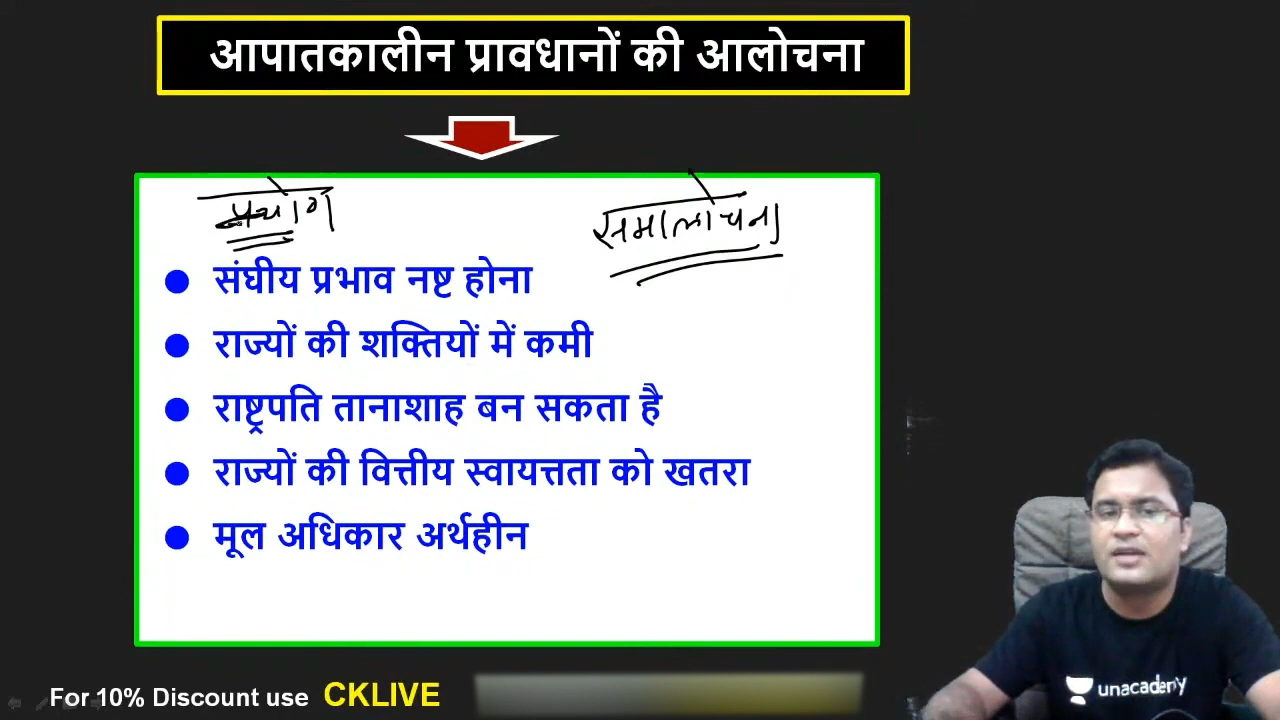 आपातकालीन प्रावधानों की आलोचना
प्रयोग
समालोचना
संघीय प्रभाव नष्ट होना
राज्यों की शक्तियों में कमी
राष्ट्रपति तानाशाह बन सकता है
राज्यों की वित्तीय स्वायत्तता को खतरा
मूल अधिकार अर्थहीन
unacademy
For 10% Discount use CKLIVE